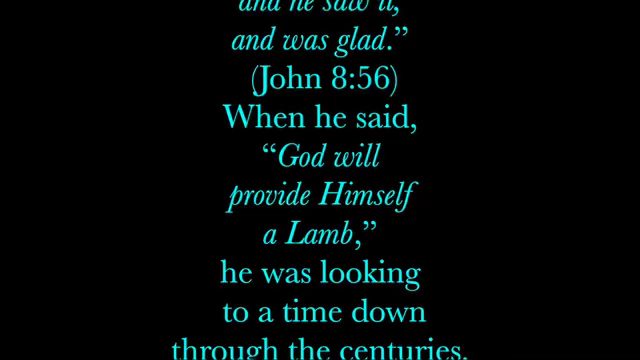 and he saw it,
and was glad.”
(John 8:56)
When he said,
“God will
provide Himself
a Lamb,”
he was looking
to a time down
through the centuries.